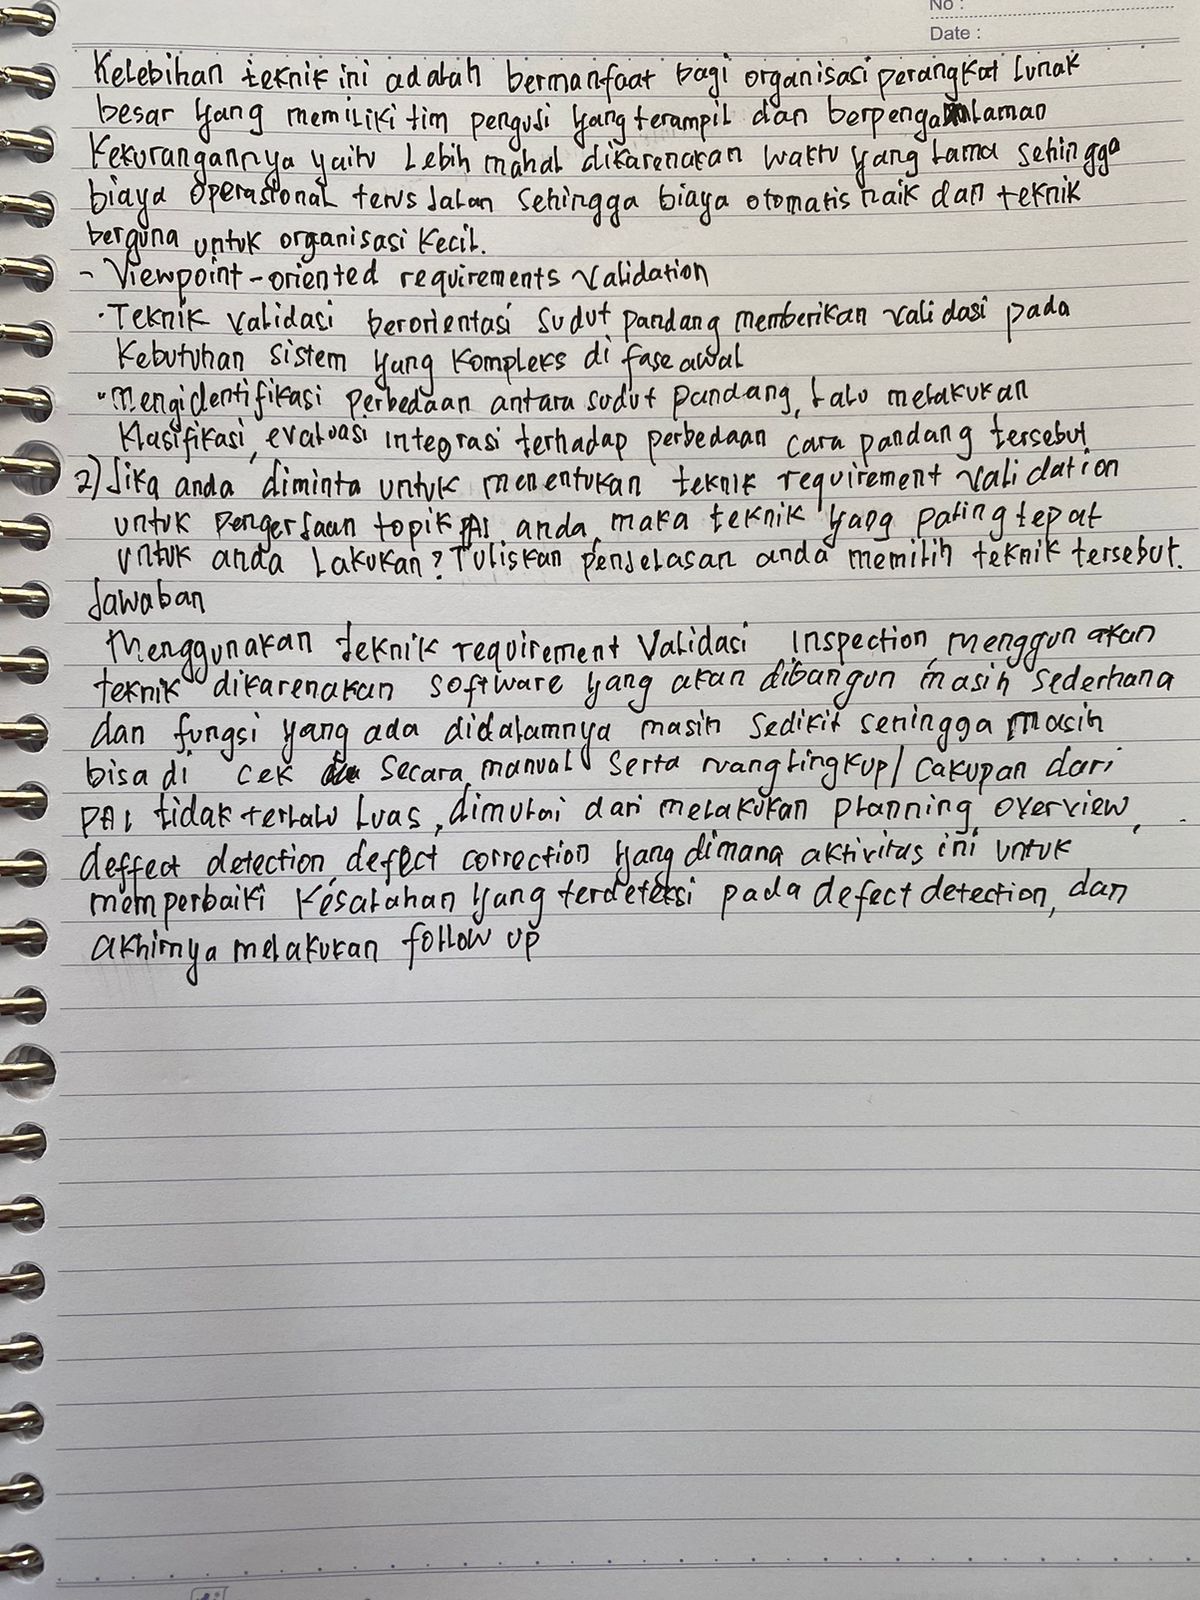 No :
Date :
Kelebihan teknik ini adalah bermanfaat bagi organisasi perangkat lunak
besar yang memiliki tim penguji yang terampil dan berpengalaman
Kekurangannya yaitu Lebih mahal dikarenakan waktu yang lama sehingga
biaya operasional terus Jalan Sehingga biaya otomatis naik dan teknik
berguna untuk organisasi kecil.
- Viewpoint-oriented requirements validation
• Teknik validasi berorientasi sudut pandang memberikan validasi pada
Kebutuhan sistem yang kompleks di fase awal
• Mengidentifikasi perbedaan antara sudut pandang, Lalu melakukan
Klasifikasi, evaluasi integrasi terhadap perbedaan cara pandang tersebut
2) Jika anda diminta untuk menentukan teknik requirement validation
untuk pengerjaan topik PA1 anda, maka teknik yang paling tepat
untuk anda Lakukan? Tuliskan penjelasan anda memilih teknik tersebut.
Jawaban
Menggunakan teknik requirement Validasi Inspection, menggunakan
teknik dikarenakan software yang akan dibangun masih sederhana
dan fungsi yang ada didalamnya masih sedikit sehingga masih
bisa di cek secara manual serta ruang lingkup/cakupan dari
PA1 tidak terlalu Luas, dimulai dari melakukan planning, overview,
deffect detection, defect correction yang dimana aktivitas ini untuk
memperbaiki kesalahan yang terdeteksi pada defect detection, dan
akhirnya melakukan follow up